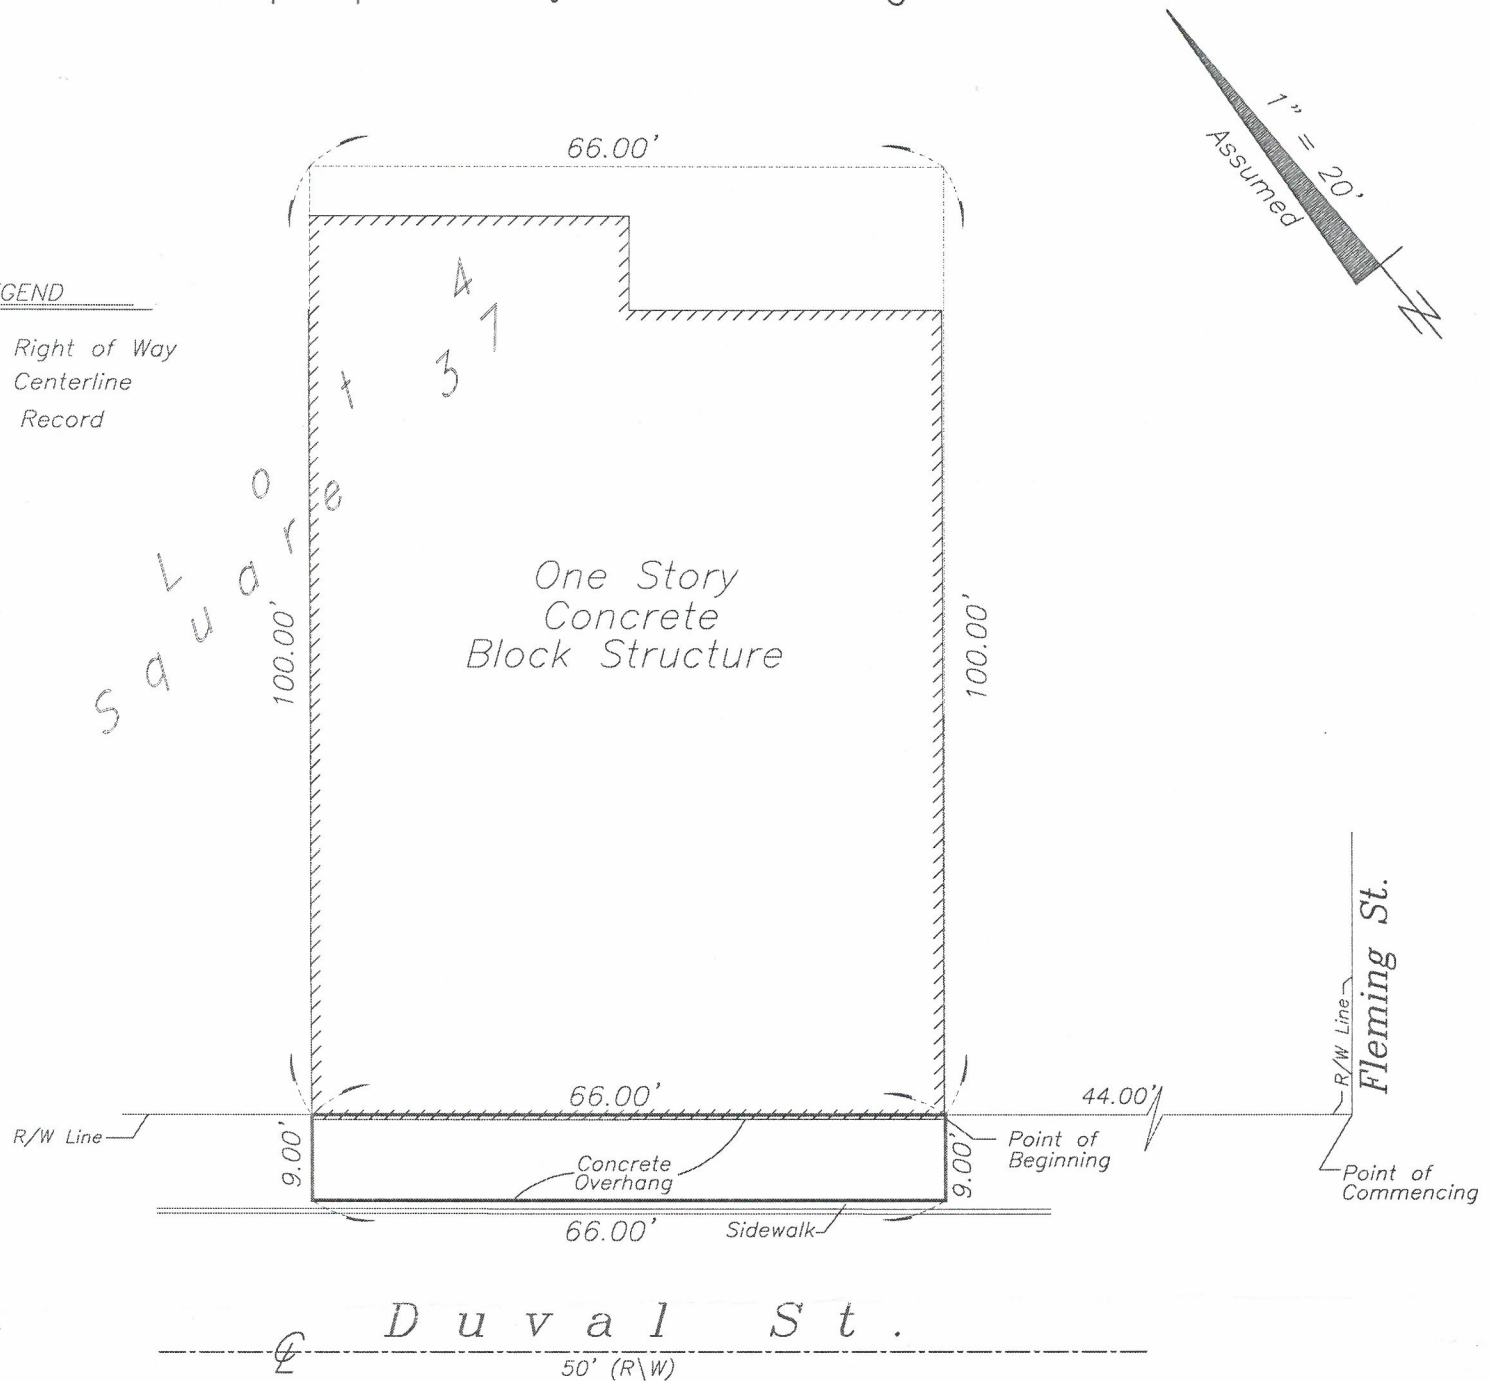 66.00'
1" = 20'
Assumed
N
GEND
Right of Way
Centerline
Record
Lot 4
Square 37
100.00'
100.00'
One Story
Concrete
Block Structure
R/W Line
Fleming St.
66.00'
44.00'
R/W Line
9.00'
Concrete
Overhang
9.00'
Point of
Beginning
Point of
Commencing
66.00'
Sidewalk
Duval St.
℄
50' (R\W)